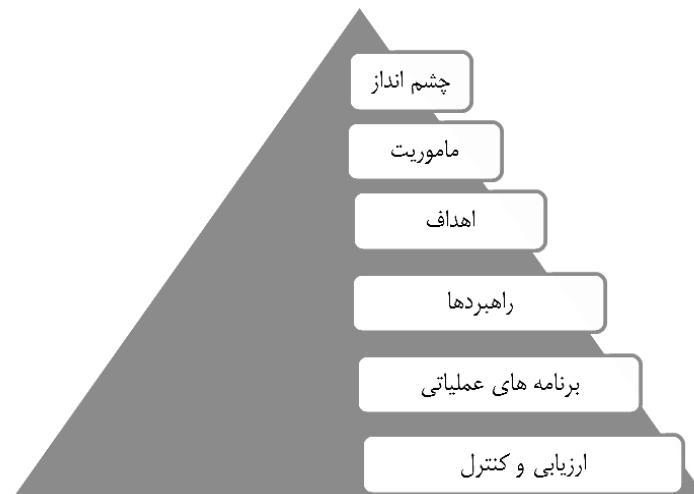 چشم انداز
ماموریت
اهداف
راهبردها
برنامه های عملیاتی
ارزیابی و کنترل